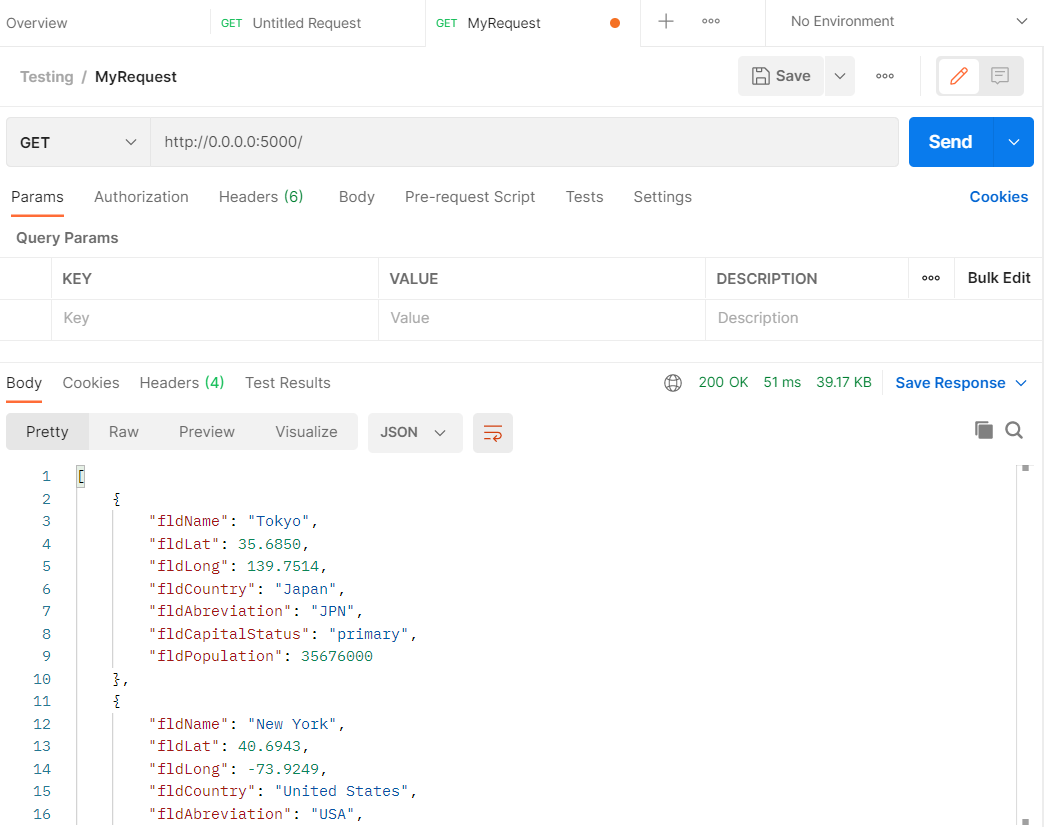 Overview GET Untitled Request GET MyRequest No Environment
Testing / MyRequest Save
GET http://0.0.0.0:5000/ Send
Params Authorization Headers (6) Body Pre-request Script Tests Settings Cookies
Query Params
KEY VALUE DESCRIPTION Bulk Edit
Key Value Description
Body Cookies Headers (4) Test Results 200 OK 51 ms 39.17 KB Save Response
Pretty Raw Preview Visualize JSON
1 [
2 {
3 "fldName": "Tokyo",
4 "fldLat": 35.6850,
5 "fldLong": 139.7514,
6 "fldCountry": "Japan",
7 "fldAbreviation": "JPN",
8 "fldCapitalStatus": "primary",
9 "fldPopulation": 35676000
10 },
11 {
12 "fldName": "New York",
13 "fldLat": 40.6943,
14 "fldLong": -73.9249,
15 "fldCountry": "United States",
16 "fldAbreviation": "USA",